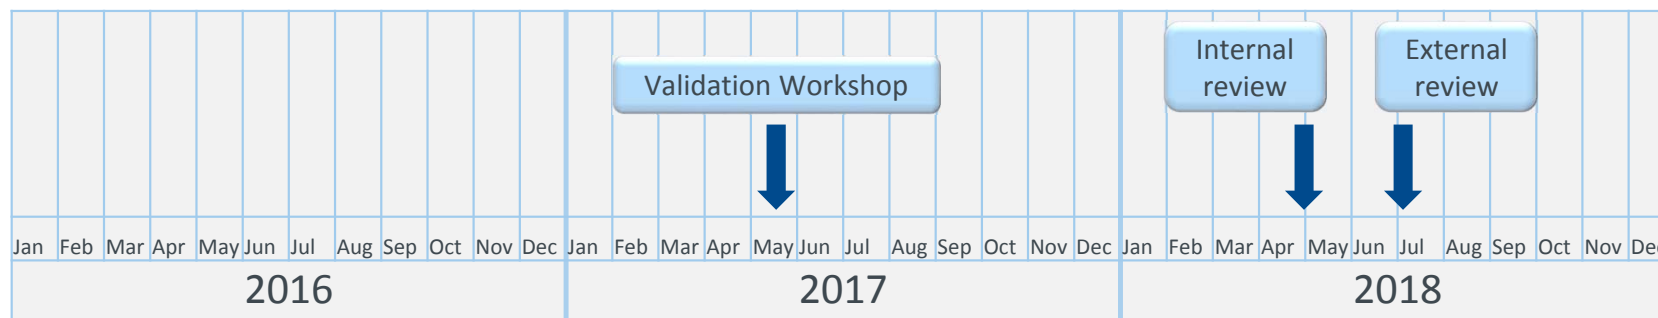 Validation Workshop
Internal
review
External
review
Jan Feb Mar Apr May Jun Jul Aug Sep Oct Nov Dec Jan Feb Mar Apr May Jun Jul Aug Sep Oct Nov Dec Jan Feb Mar Apr May Jun Jul Aug Sep Oct Nov Dec
2016 2017 2018